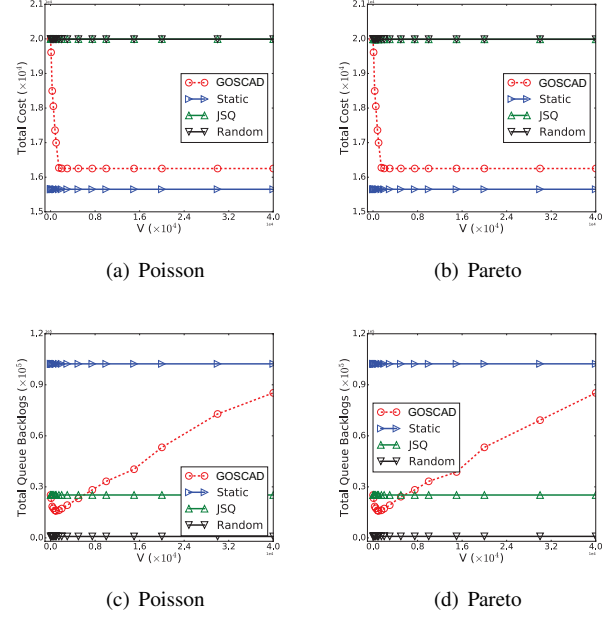 2.1
2.0
1.9
1.8
1.7
1.6
1.5
Total Cost (×10⁴)
GOSCAD
Static
JSQ
Random
0.0 0.8 1.6 2.4 3.2 4.0
1e4
V (×10⁴)
(a) Poisson
2.1
2.0
1.9
1.8
1.7
1.6
1.5
Total Cost (×10⁴)
GOSCAD
Static
JSQ
Random
0.0 0.8 1.6 2.4 3.2 4.0
1e4
V (×10⁴)
(b) Pareto
1.2
0.9
0.6
0.3
0.0
Total Queue Backlogs (×10⁵)
GOSCAD
Static
JSQ
Random
0.0 0.8 1.6 2.4 3.2 4.0
1e4
V (×10⁴)
(c) Poisson
1.2
0.9
0.6
0.3
0.0
Total Queue Backlogs (×10⁵)
GOSCAD
Static
JSQ
Random
0.0 0.8 1.6 2.4 3.2 4.0
1e4
V (×10⁴)
(d) Pareto